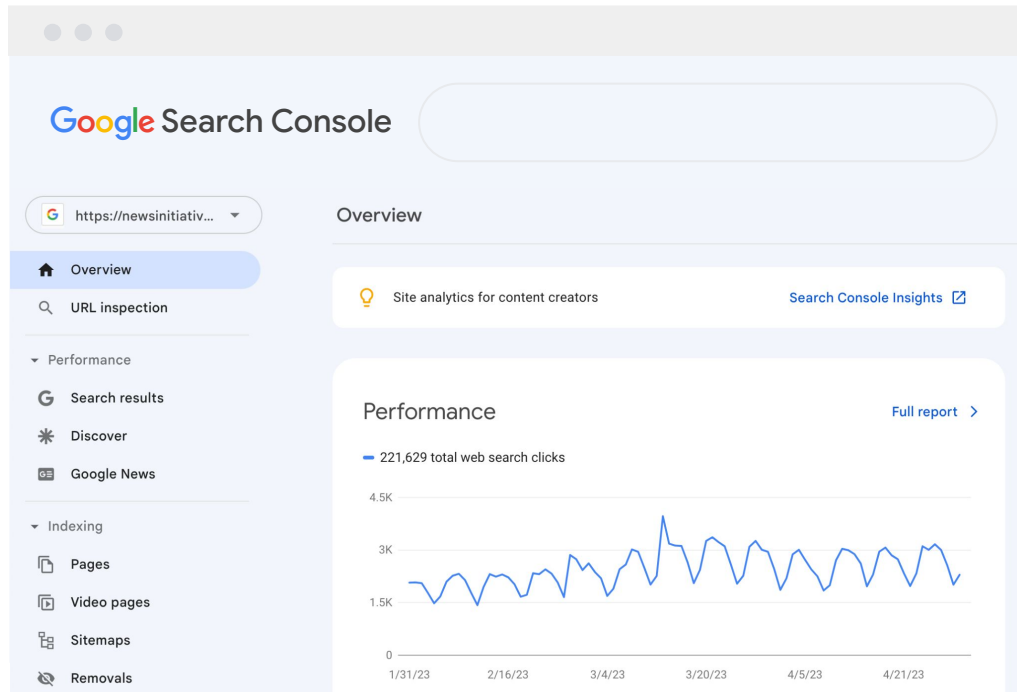 Google Search Console
https://newsinitiativ...
Overview
URL inspection
Performance
Search results
Discover
Google News
Indexing
Pages
Video pages
Sitemaps
Removals
Overview
Site analytics for content creators
Search Console Insights
Performance
Full report
221,629 total web search clicks
4.5K
3K
1.5K
0
1/31/23 2/16/23 3/4/23 3/20/23 4/5/23 4/21/23